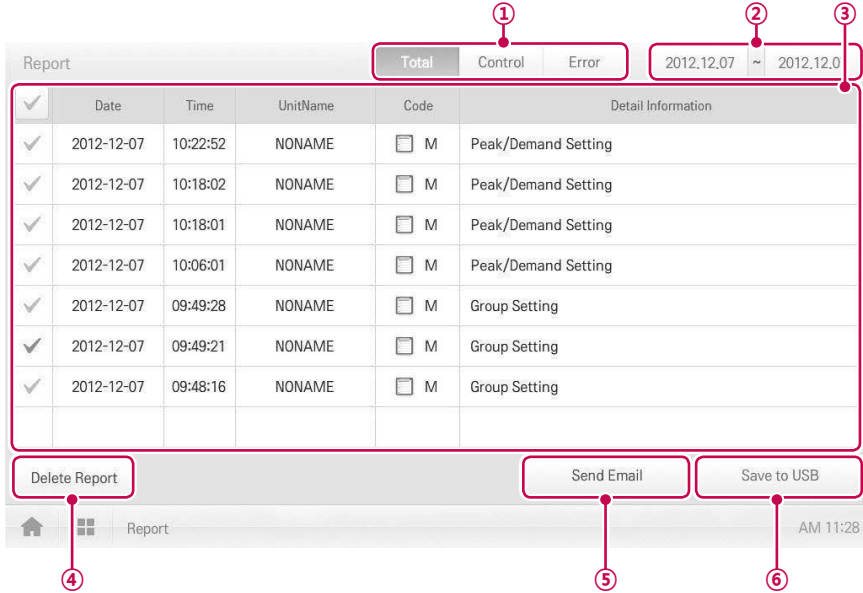 ① ② ③
Report Total Control Error 2012.12.07 ~ 2012.12.0
Date Time UnitName Code Detail Information
2012-12-07 10:22:52 NONAME M Peak/Demand Setting
2012-12-07 10:18:02 NONAME M Peak/Demand Setting
2012-12-07 10:18:01 NONAME M Peak/Demand Setting
2012-12-07 10:06:01 NONAME M Peak/Demand Setting
2012-12-07 09:49:28 NONAME M Group Setting
2012-12-07 09:49:21 NONAME M Group Setting
2012-12-07 09:48:16 NONAME M Group Setting
Delete Report Send Email Save to USB
Report AM 11:28
④ ⑤ ⑥